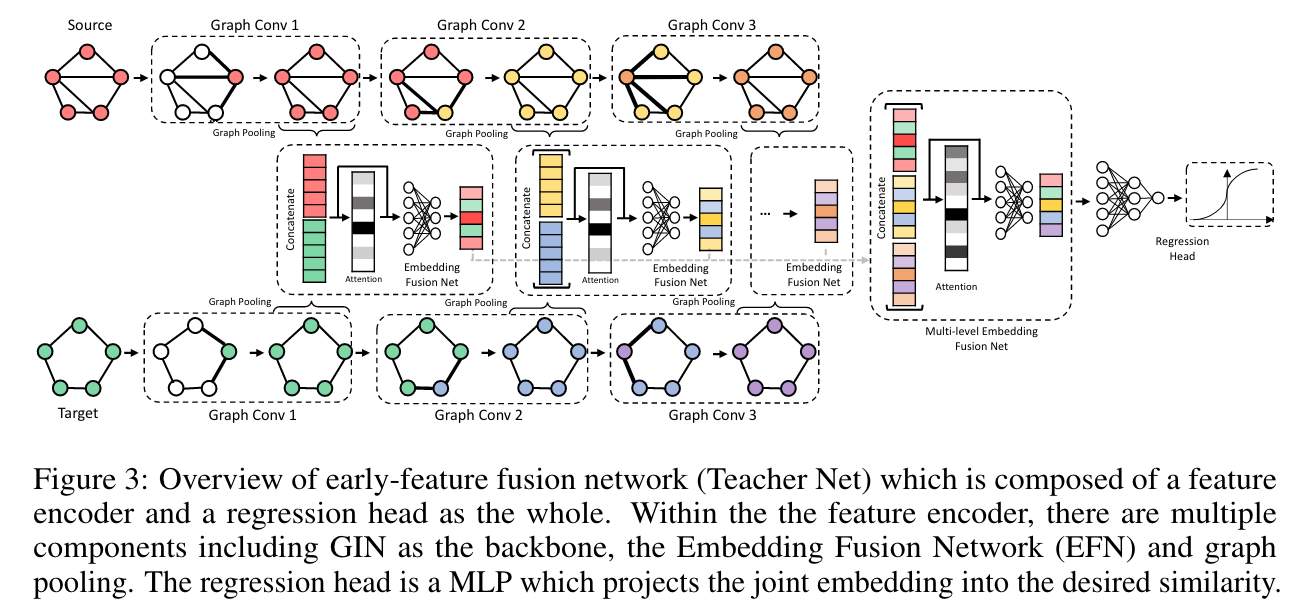 Source
Graph Conv 1
Graph Conv 2
Graph Conv 3
Graph Pooling
Graph Pooling
Graph Pooling
Concatenate
Attention
Embedding
Fusion Net
Concatenate
Attention
Embedding
Fusion Net
...
Embedding
Fusion Net
Concatenate
Attention
Multi-level Embedding
Fusion Net
Regression
Head
Graph Pooling
Graph Pooling
Graph Pooling
Target
Graph Conv 1
Graph Conv 2
Graph Conv 3
Figure 3: Overview of early-feature fusion network (Teacher Net) which is composed of a feature
encoder and a regression head as the whole. Within the the feature encoder, there are multiple
components including GIN as the backbone, the Embedding Fusion Network (EFN) and graph
pooling. The regression head is a MLP which projects the joint embedding into the desired similarity.